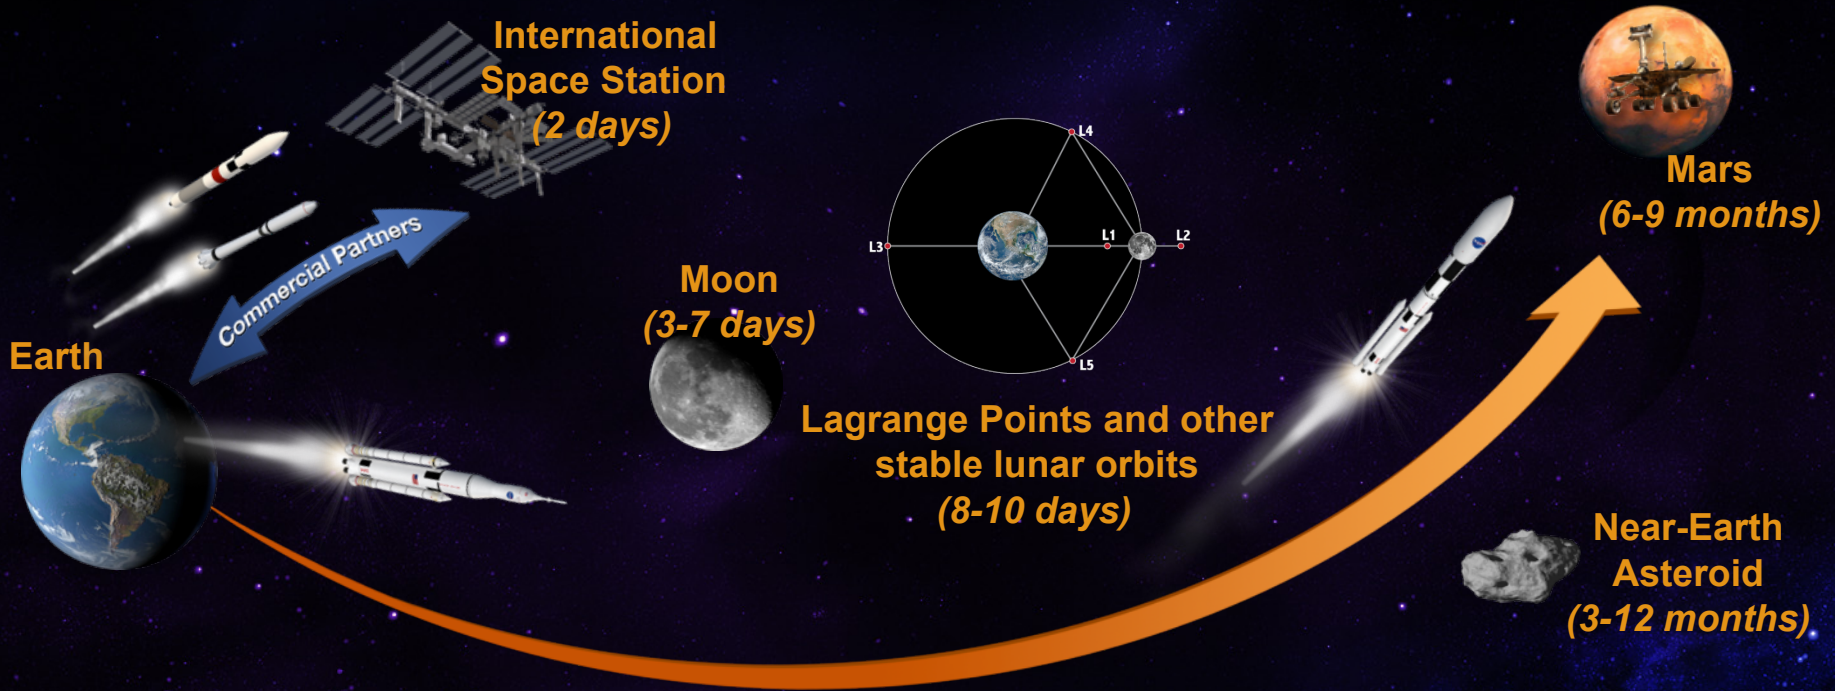 International
Space Station
(2 days)
Commercial Partners
Earth
Moon
(3-7 days)
L4
L3
L1
L2
L5
Lagrange Points and other
stable lunar orbits
(8-10 days)
Mars
(6-9 months)
Near-Earth
Asteroid
(3-12 months)